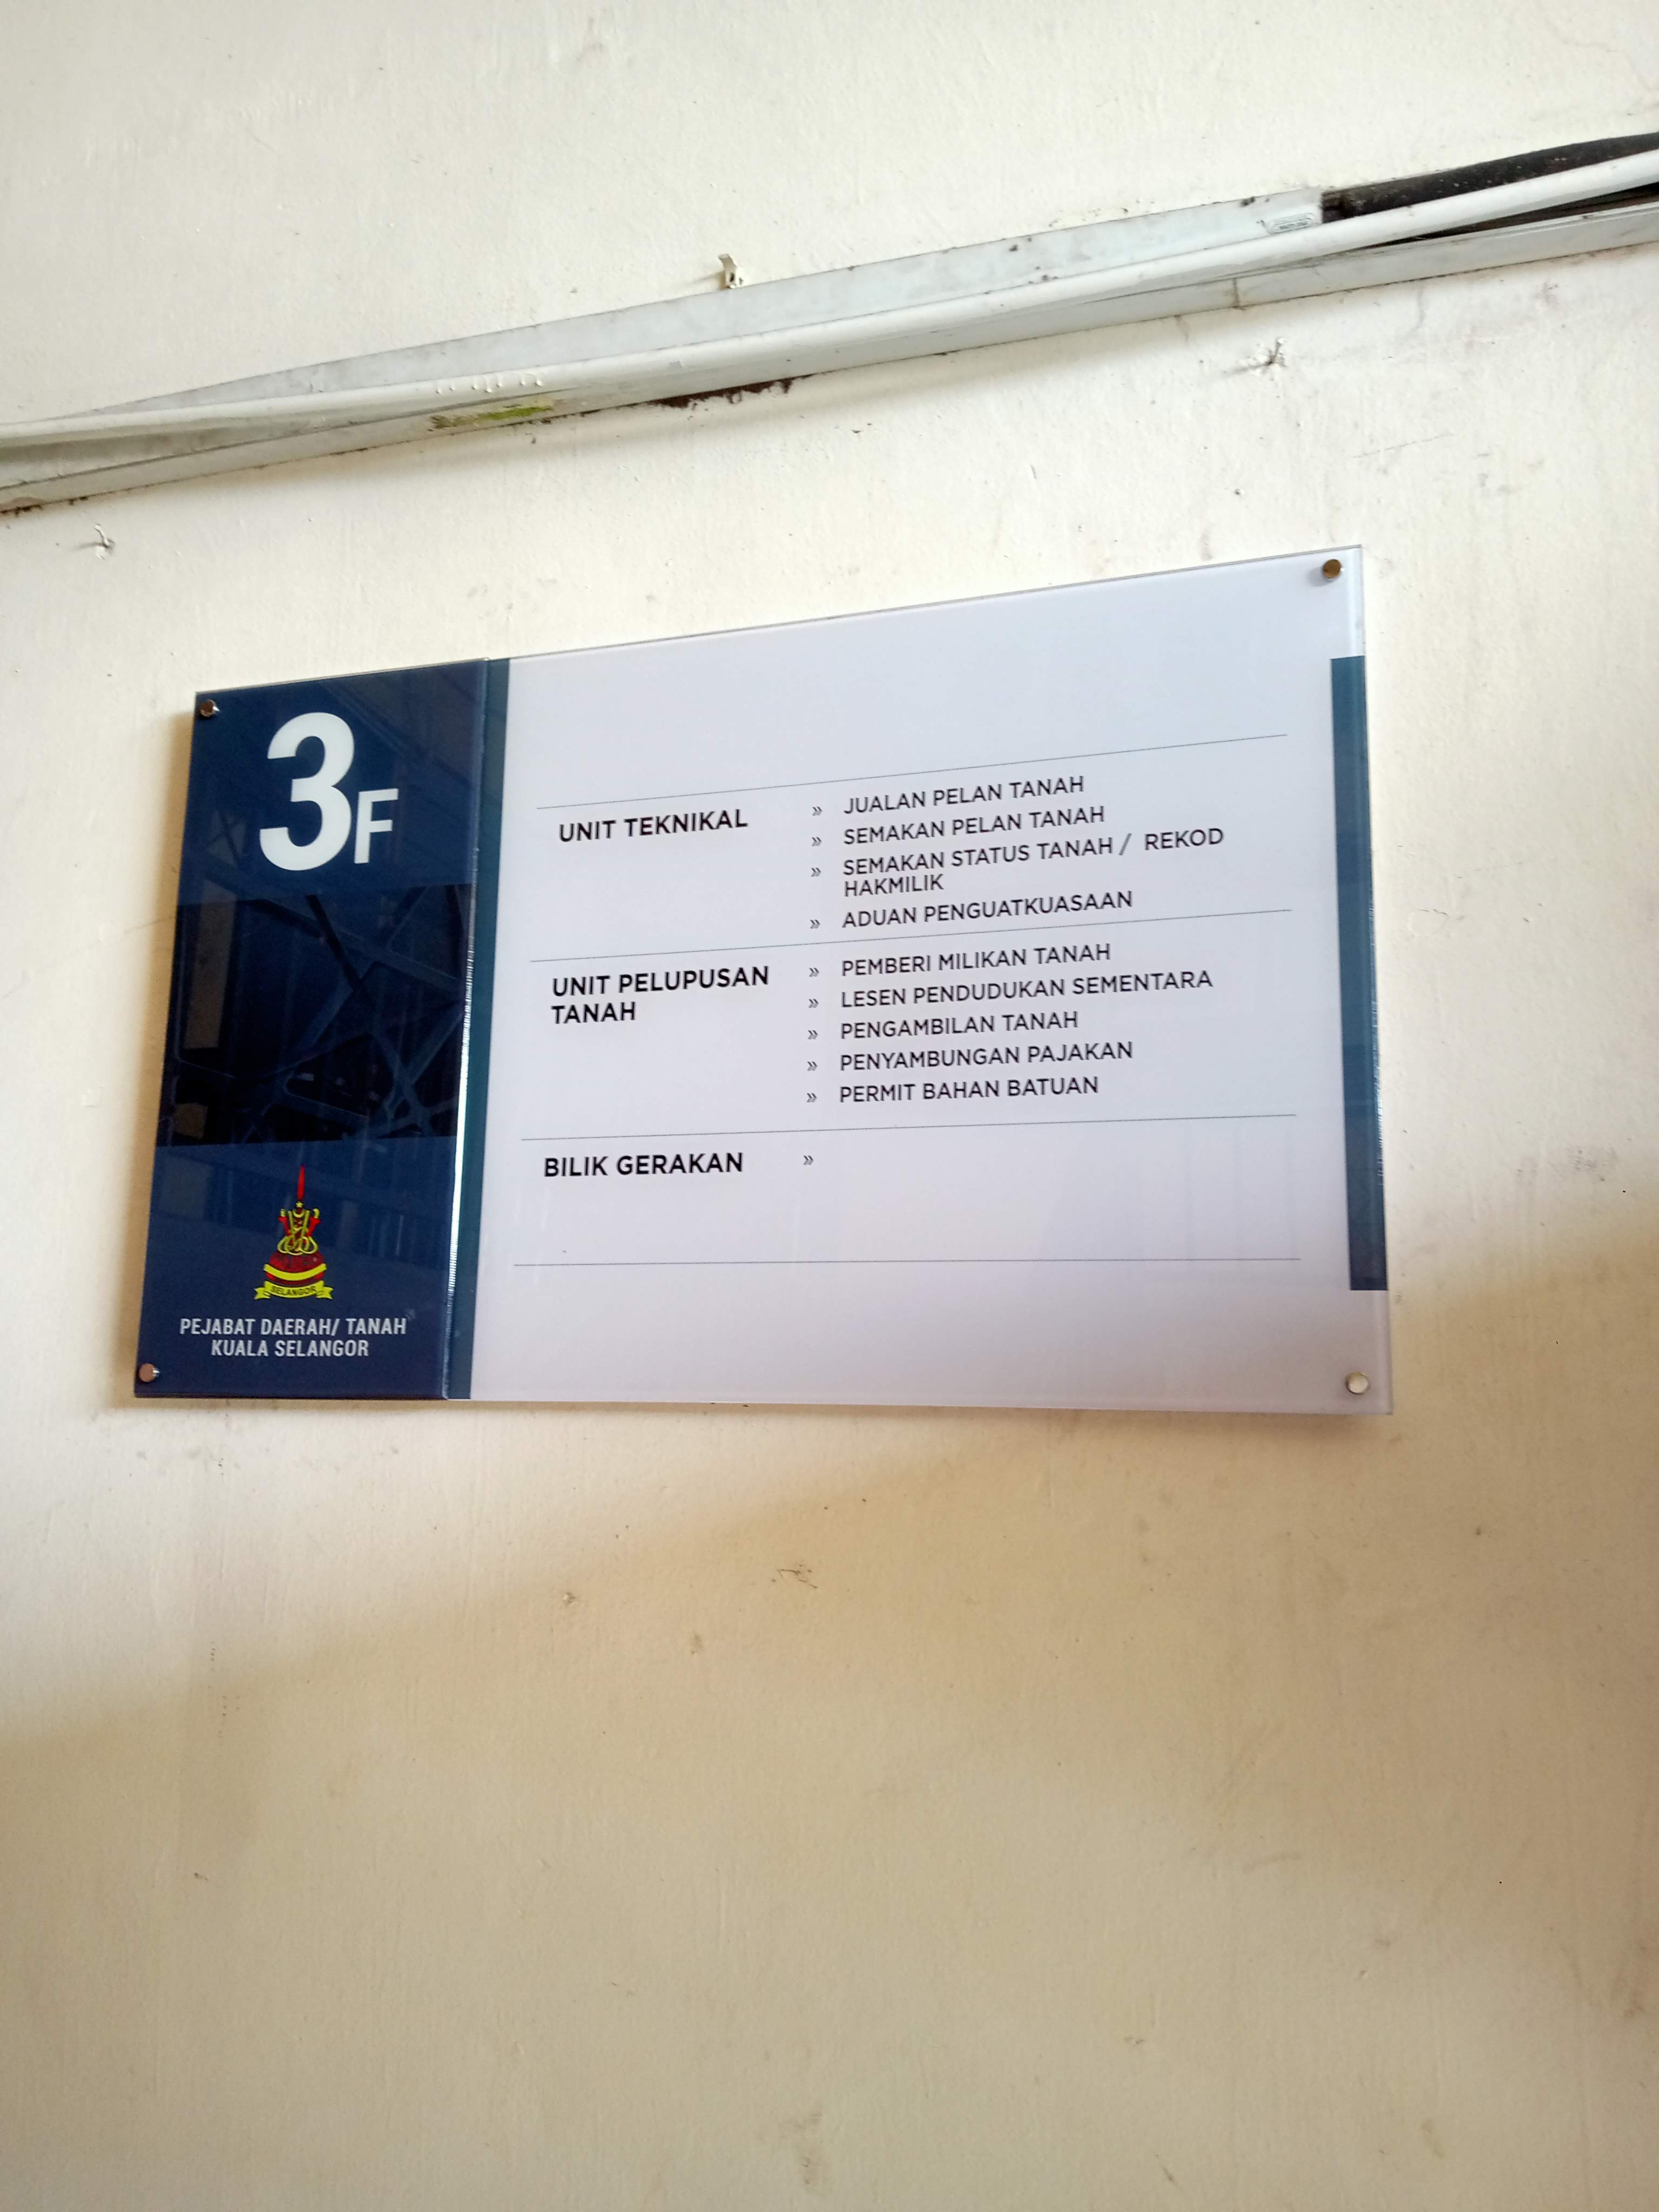 3F
UNIT TEKNIKAL
» JUALAN PELAN TANAH
» SEMAKAN PELAN TANAH
» SEMAKAN STATUS TANAH / REKOD
HAKMILIK
» ADUAN PENGUATKUASAAN
UNIT PELUPUSAN
TANAH
» PEMBERI MILIKAN TANAH
» LESEN PENDUDUKAN SEMENTARA
» PENGAMBILAN TANAH
» PENYAMBUNGAN PAJAKAN
» PERMIT BAHAN BATUAN
BILIK GERAKAN »
SELANGOR
PEJABAT DAERAH/ TANAH
KUALA SELANGOR